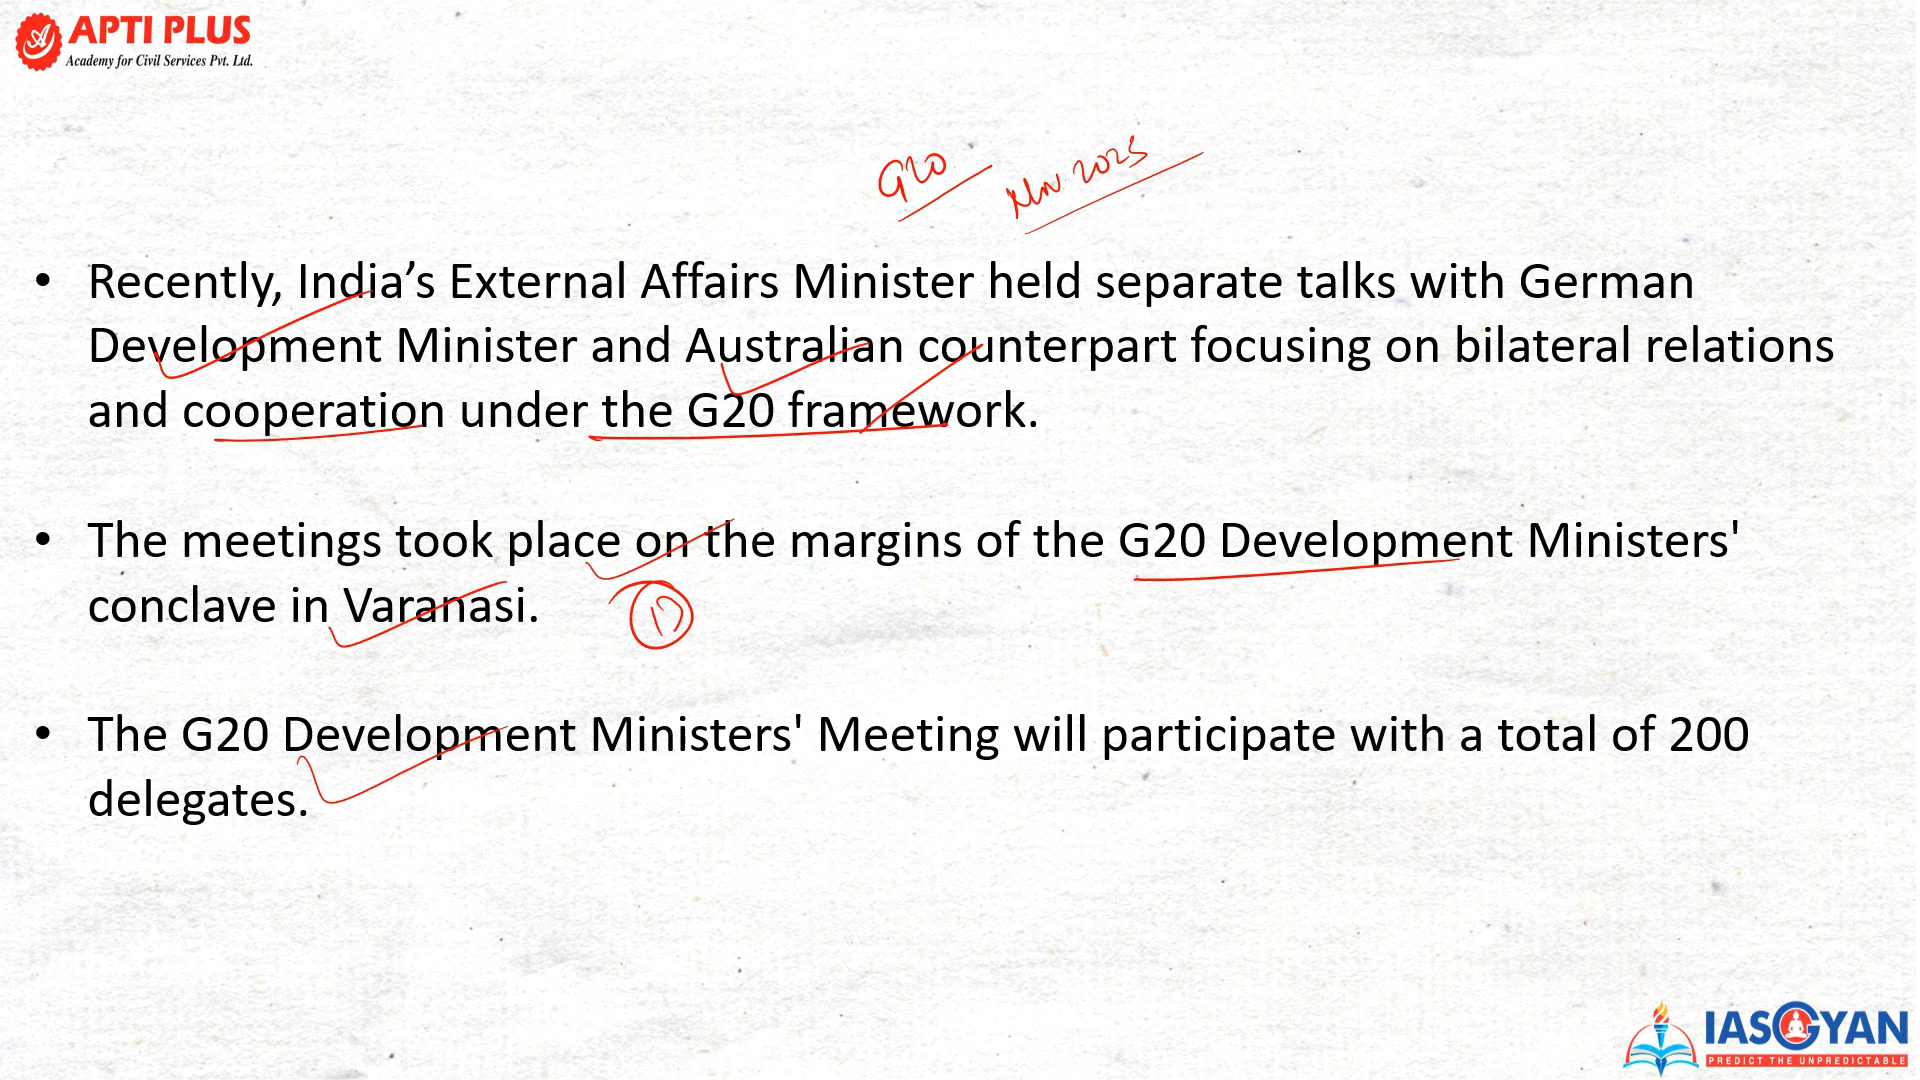 APTI PLUS
Academy for Civil Services Pvt. Ltd.
G20
2025
• Recently, India’s External Affairs Minister held separate talks with German
Development Minister and Australian counterpart focusing on bilateral relations
and cooperation under the G20 framework.
• The meetings took place on the margins of the G20 Development Ministers'
conclave in Varanasi.
• The G20 Development Ministers' Meeting will participate with a total of 200
delegates.
IASGYAN
PREDICT THE UNPREDICTABLE